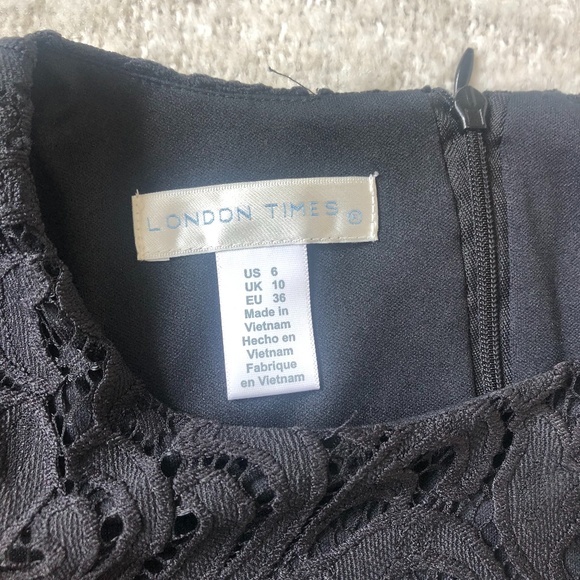 LONDON TIMES ®
US 6
UK 10
EU 36
Made in
Vietnam
Hecho en
Vietnam
Fabrique
en Vietnam